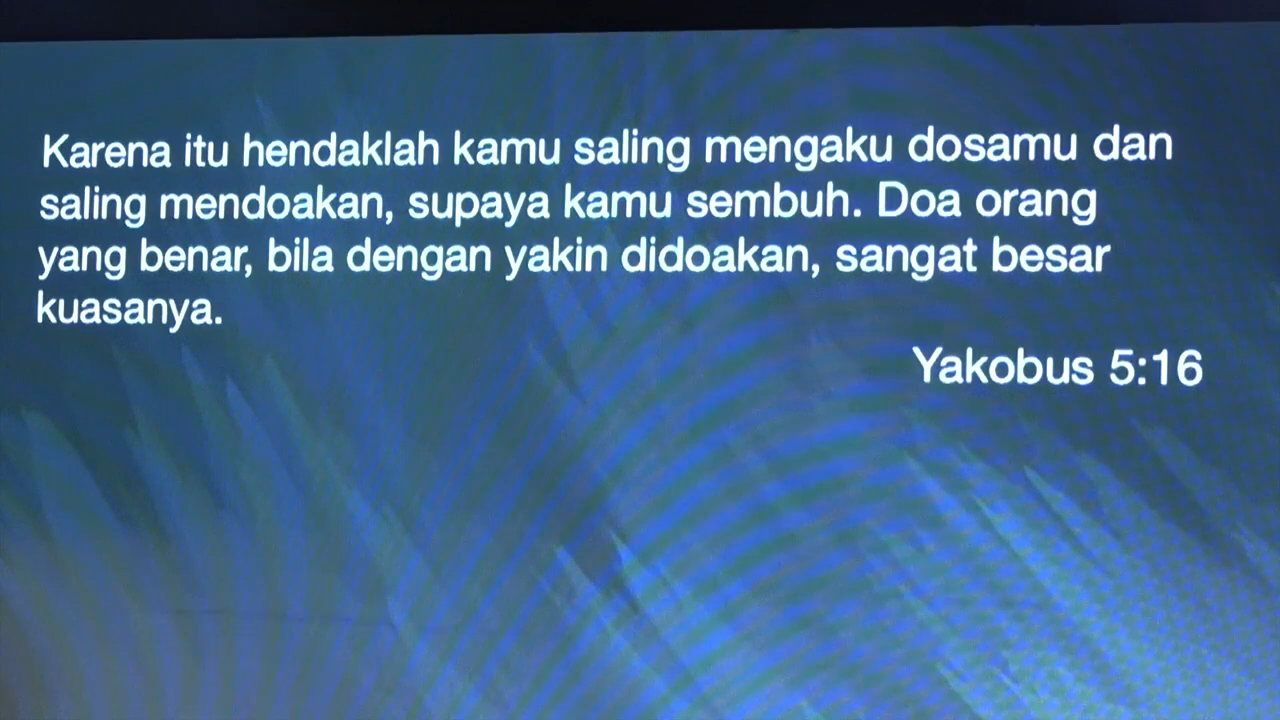 Karena itu hendaklah kamu saling mengaku dosamu dan
saling mendoakan, supaya kamu sembuh. Doa orang
yang benar, bila dengan yakin didoakan, sangat besar
kuasanya.
Yakobus 5:16